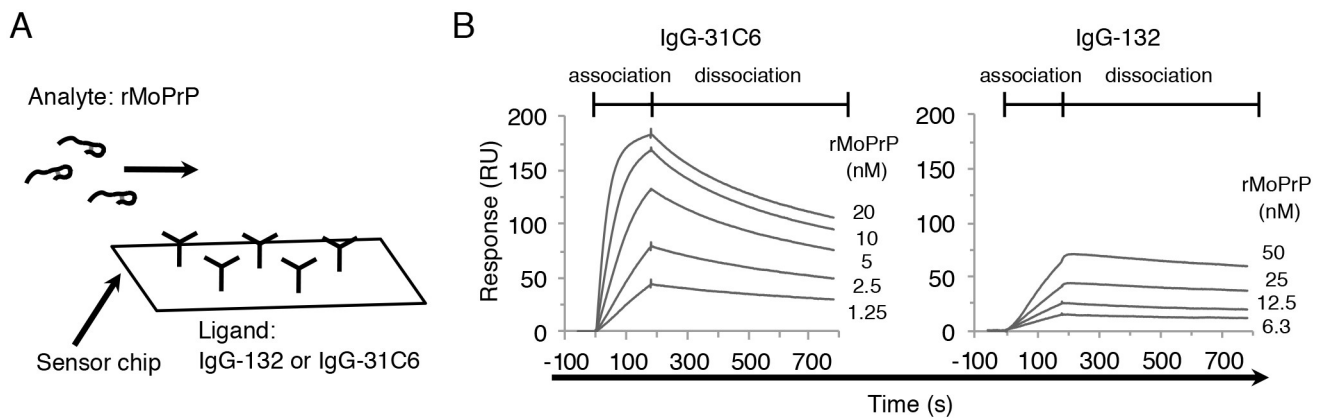 A
Analyte: rMoPrP
Sensor chip
Ligand:
IgG-132 or IgG-31C6
B
IgG-31C6
association dissociation
Response (RU)
200
150
100
50
0
-100 100 300 500 700
rMoPrP
(nM)
20
10
5
2.5
1.25
IgG-132
association dissociation
200
150
100
50
0
-100 100 300 500 700
rMoPrP
(nM)
50
25
12.5
6.3
Time (s)